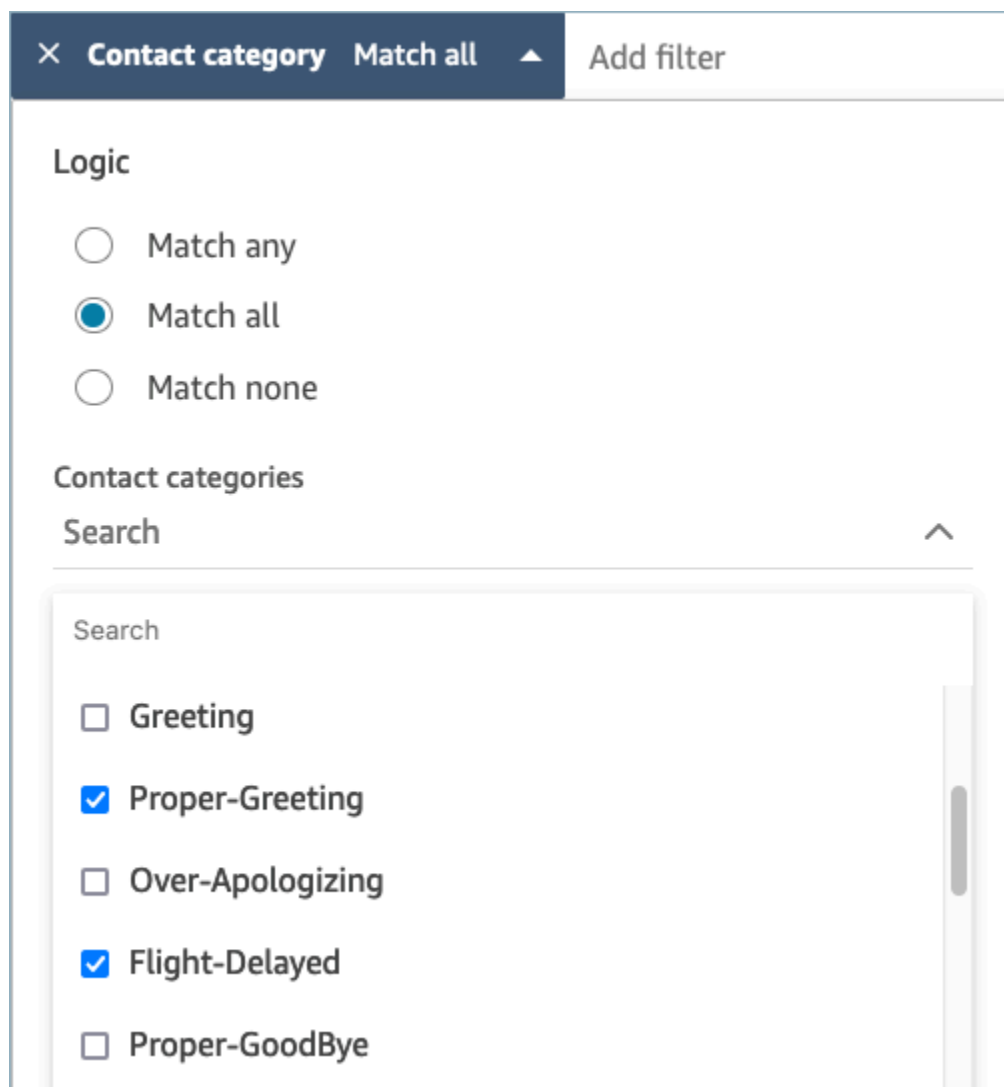 Contact category Match all Add filter
Logic
Match any
Match all
Match none
Contact categories
Search
Search
Greeting
Proper-Greeting
Over-Apologizing
Flight-Delayed
Proper-GoodBye